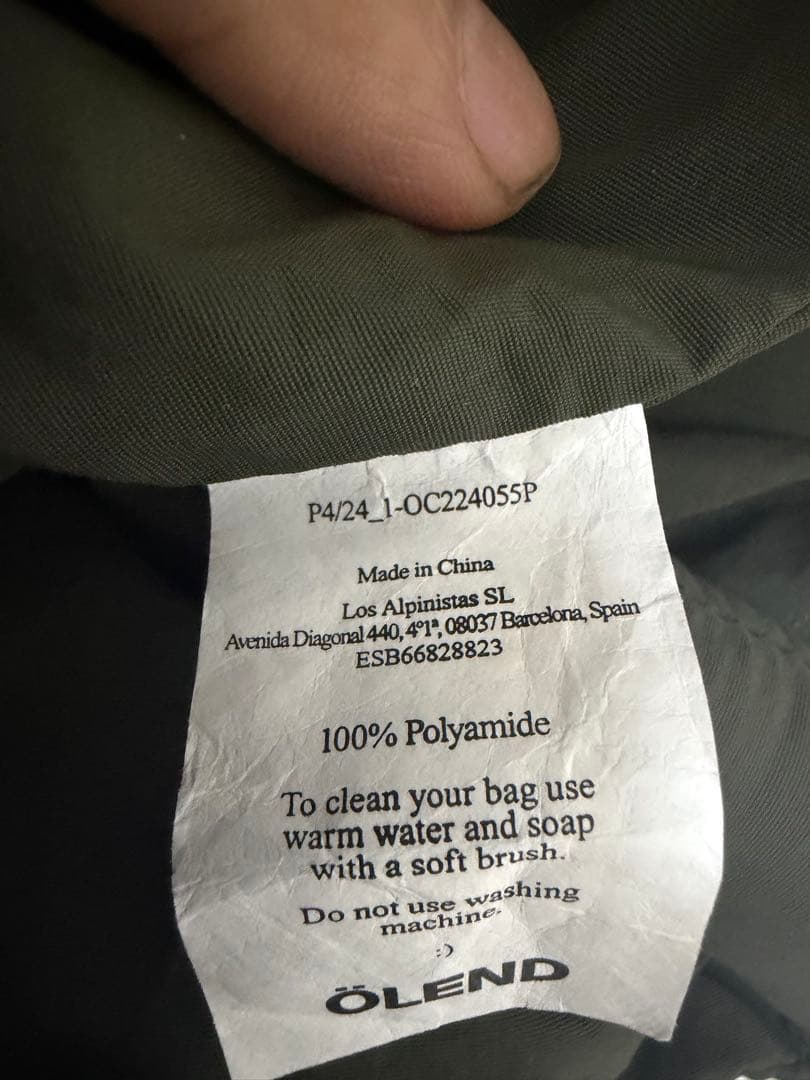 P4/24_1-OC224055P
Made in China
Los Alpinistas SL
Avenida Diagonal 440, 4º1ª, 08037 Barcelona, Spain
ESB66828823
100% Polyamide
To clean your bag use
warm water and soap
with a soft brush.
Do not use washing
machine.
:)
ÖLEND